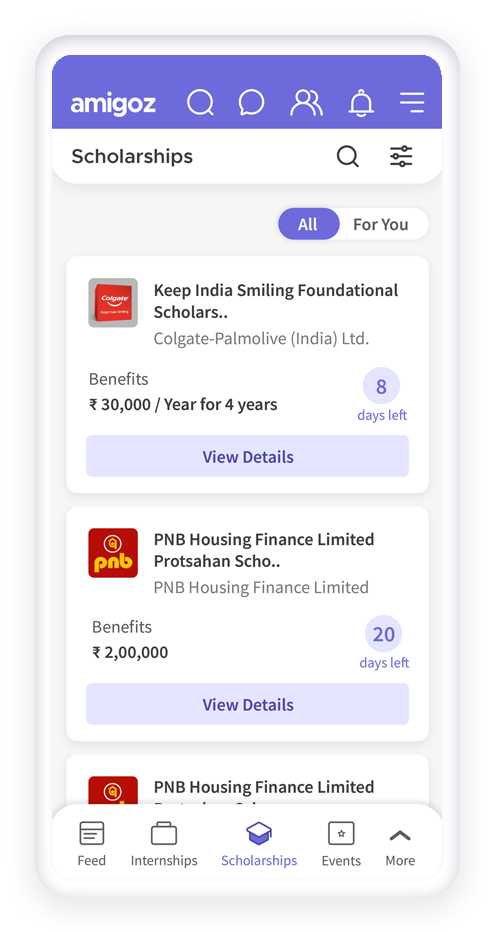 amigoz
Scholarships
All
For You
Colgate
Keep India Smiling
Keep India Smiling Foundational
Scholars..
Colgate-Palmolive (India) Ltd.
Benefits
₹ 30,000 / Year for 4 years
8
days left
View Details
pnb
PNB Housing Finance Limited
Protsahan Scho..
PNB Housing Finance Limited
Benefits
₹ 2,00,000
20
days left
View Details
PNB Housing Finance Limited
Feed
Internships
Scholarships
Events
More